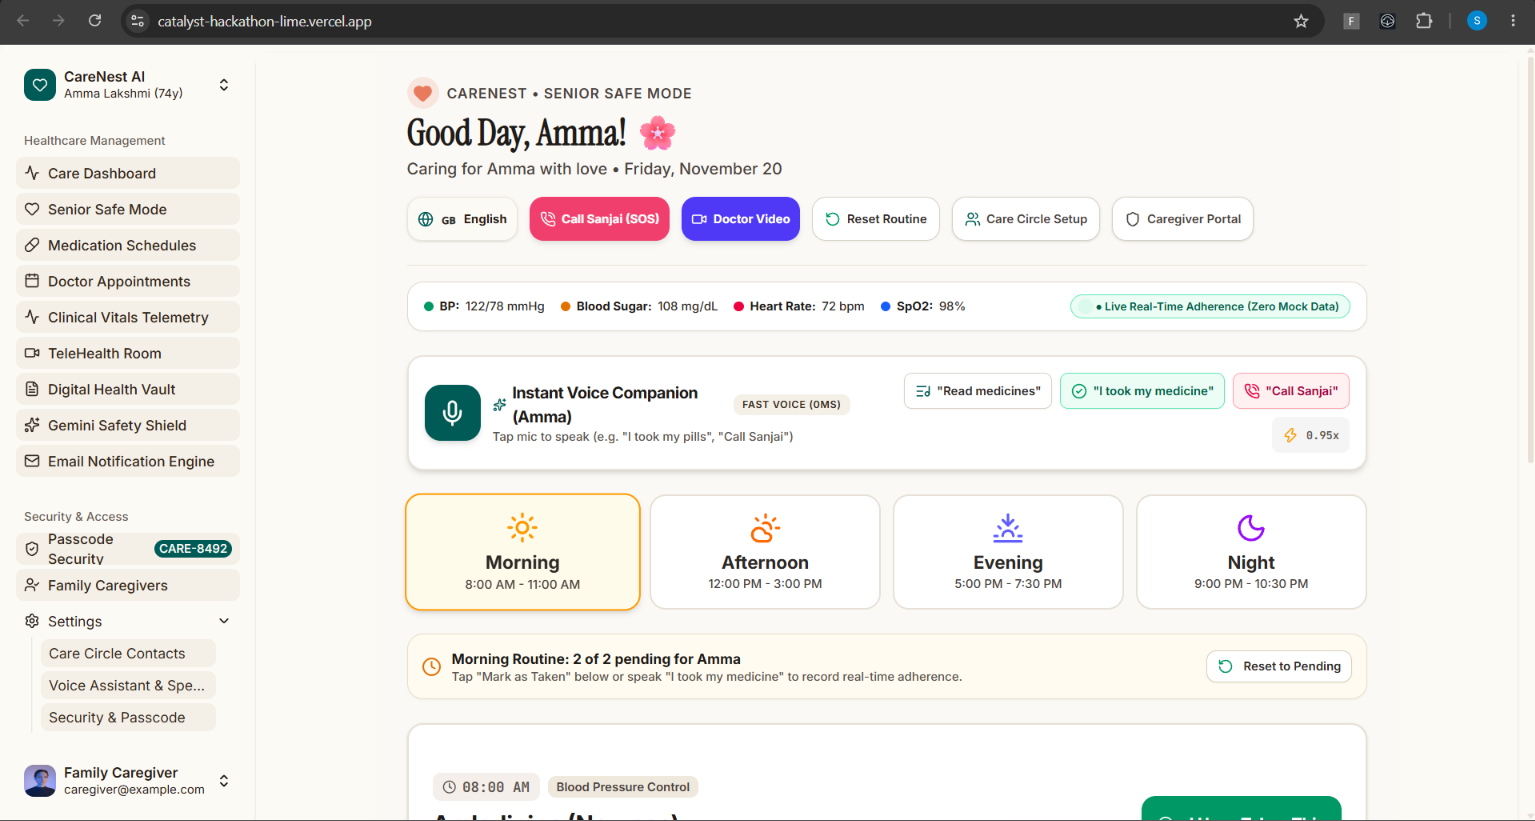 catalyst-hackathon-lime.vercel.app
F
S
CareNest AI
Amma Lakshmi (74y)
Healthcare Management
Care Dashboard
Senior Safe Mode
Medication Schedules
Doctor Appointments
Clinical Vitals Telemetry
TeleHealth Room
Digital Health Vault
Gemini Safety Shield
Email Notification Engine
Security & Access
Passcode
Security
CARE-8492
Family Caregivers
Settings
Care Circle Contacts
Voice Assistant & Spe...
Security & Passcode
Family Caregiver
caregiver@example.com
CARENEST • SENIOR SAFE MODE
Good Day, Amma!
Caring for Amma with love • Friday, November 20
GB English
Call Sanjai (SOS)
Doctor Video
Reset Routine
Care Circle Setup
Caregiver Portal
BP: 122/78 mmHg
Blood Sugar: 108 mg/dL
Heart Rate: 72 bpm
SpO2: 98%
• Live Real-Time Adherence (Zero Mock Data)
Instant Voice Companion
(Amma)
FAST VOICE (0MS)
Tap mic to speak (e.g. "I took my pills", "Call Sanjai")
"Read medicines"
"I took my medicine"
"Call Sanjai"
0.95x
Morning
8:00 AM - 11:00 AM
Afternoon
12:00 PM - 3:00 PM
Evening
5:00 PM - 7:30 PM
Night
9:00 PM - 10:30 PM
Morning Routine: 2 of 2 pending for Amma
Tap "Mark as Taken" below or speak "I took my medicine" to record real-time adherence.
Reset to Pending
08:00 AM
Blood Pressure Control